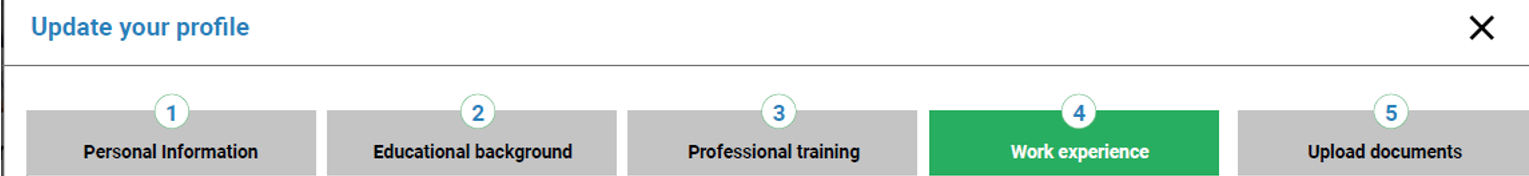 Update your profile
1 2 3 4 5
Personal Information Educational background Professional training Work experience Upload documents